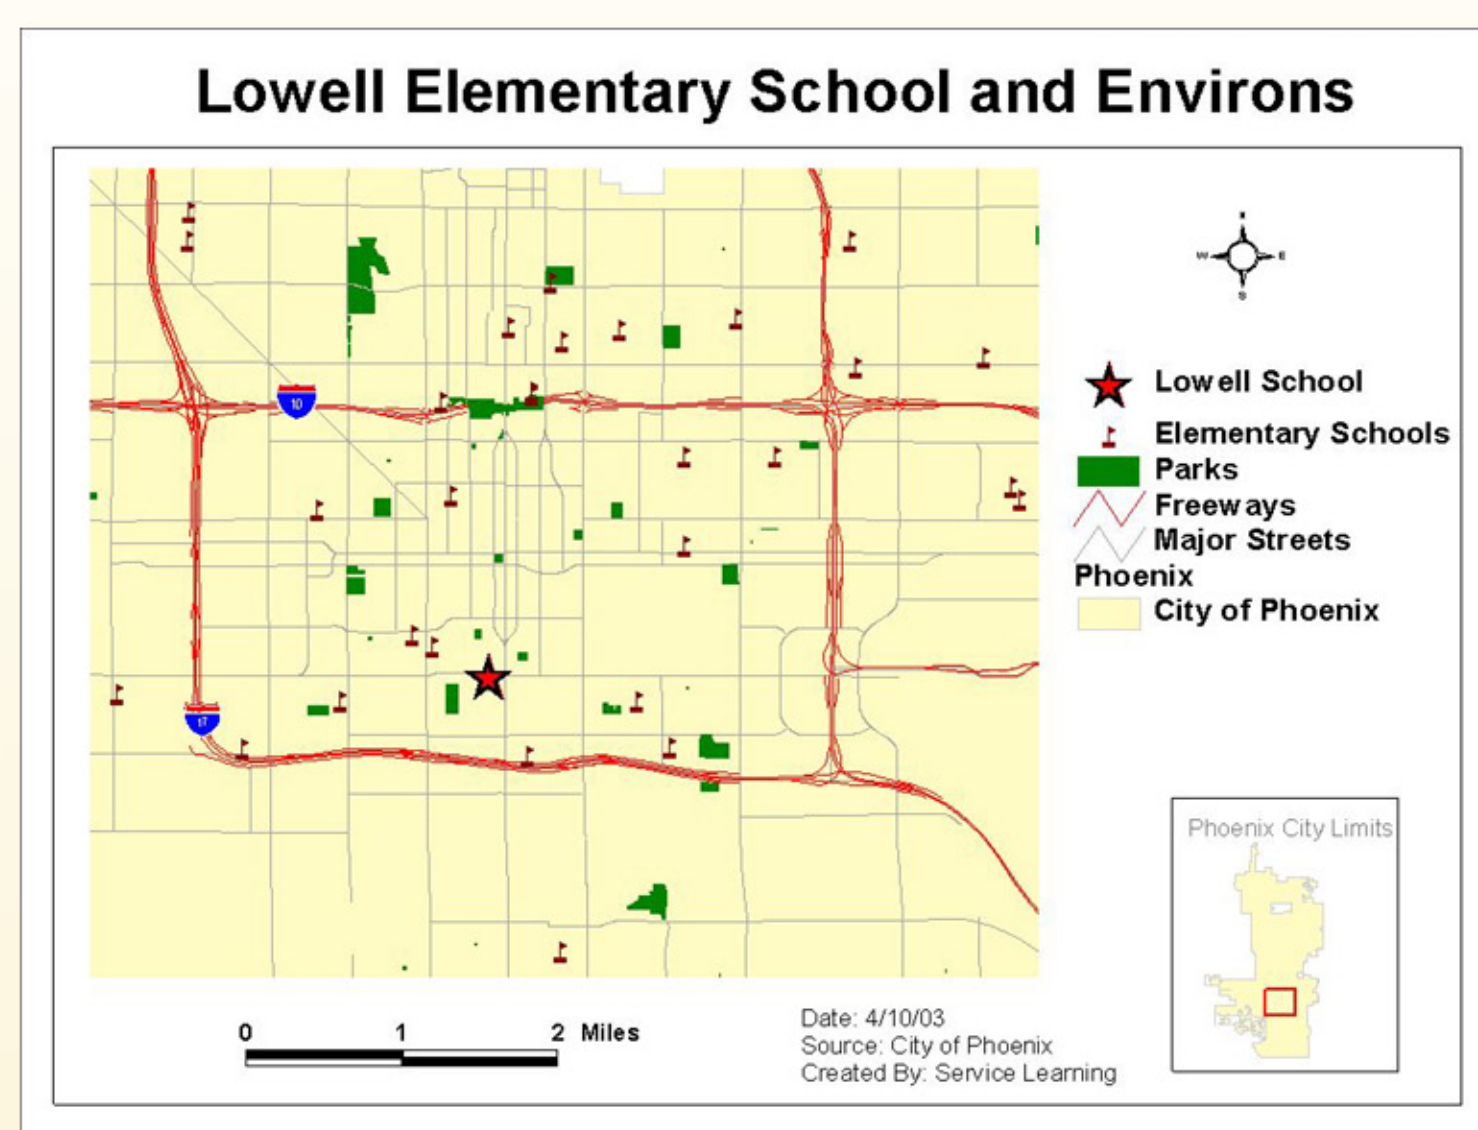 Lowell Elementary School and Environs
N
W E
S
10
17
Lowell School
Elementary Schools
Parks
Freeways
Major Streets
Phoenix
City of Phoenix
Phoenix City Limits
0 1 2 Miles
Date: 4/10/03
Source: City of Phoenix
Created By: Service Learning